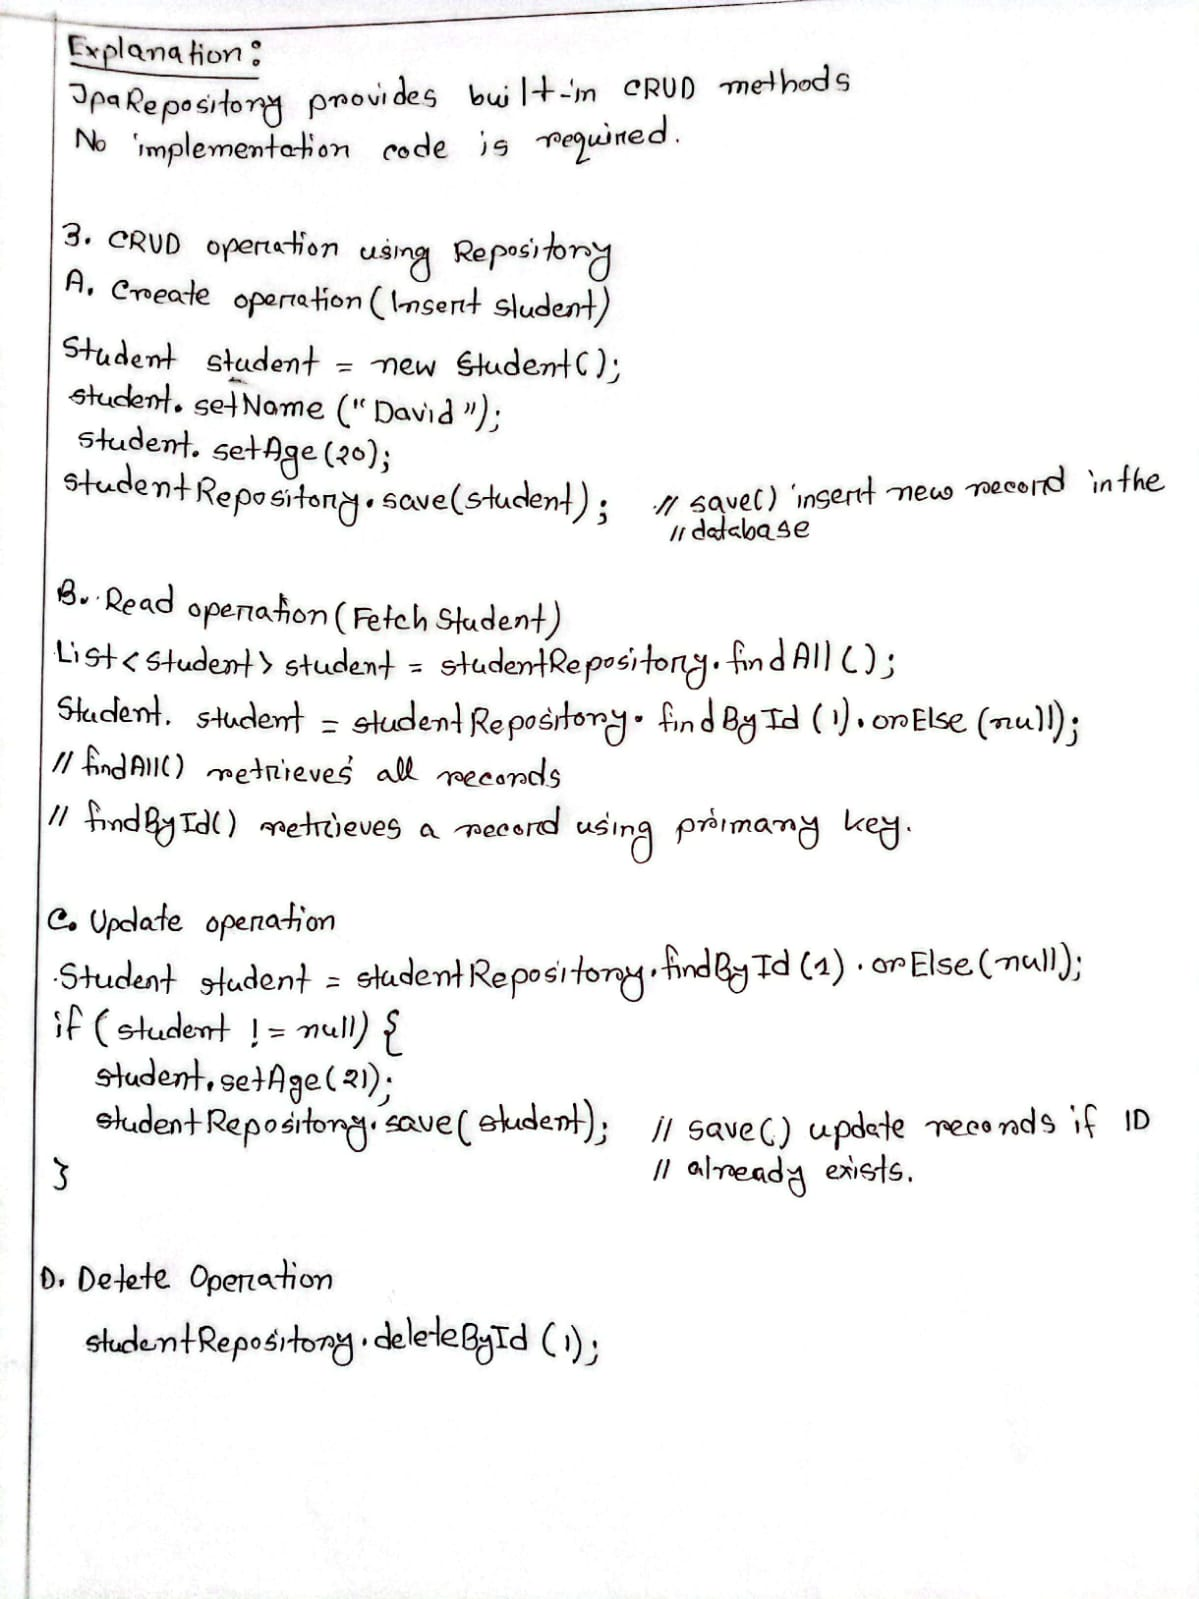 Explanation:
JpaRepository provides built-in CRUD methods
No implementation code is required.
3. CRUD operation using Repository
A. Create operation (Insert student)
Student student = new Student();
student.setName ("David");
student.setAge(20);
studentRepository.save(student); // save() insert new record in the
// database
B. Read operation (Fetch Student)
List<Student> student = studentRepository.findAll();
Student. student = studentRepository.findById (1).orElse (null);
// findAll() retrieves all records
// findById() retrieves a record using primary key.
C. Update operation
Student student = studentRepository.findById (1).orElse (null);
if (student != null) {
student.setAge(21);
studentRepository.save(student); // save() update records if ID
} // already exists.
D. Detete Operation
studentRepository.deleteById (1);